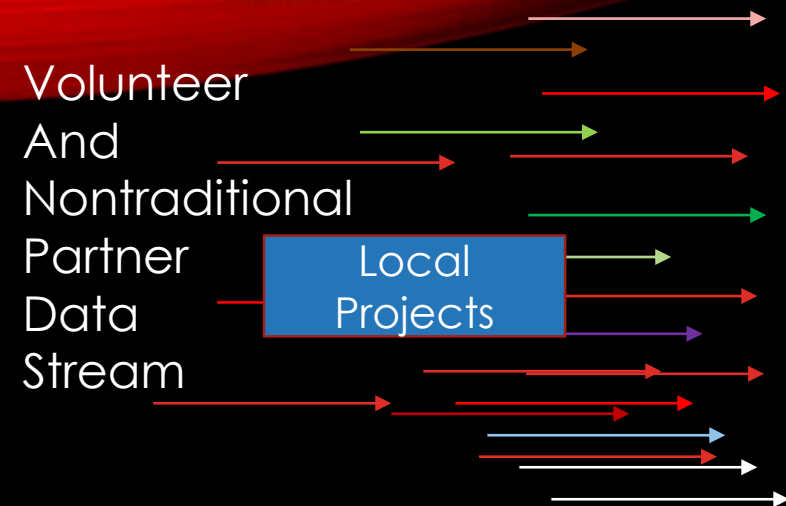 Volunteer
And
Nontraditional
Partner
Data
Stream
Local
Projects